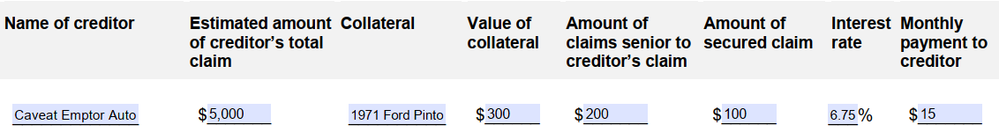 Name of creditor Estimated amount of creditor’s total claim Collateral Value of collateral Amount of claims senior to creditor’s claim Amount of secured claim Interest rate Monthly payment to creditor
Caveat Emptor Auto $5,000 1971 Ford Pinto $300 $200 $100 6.75% $15